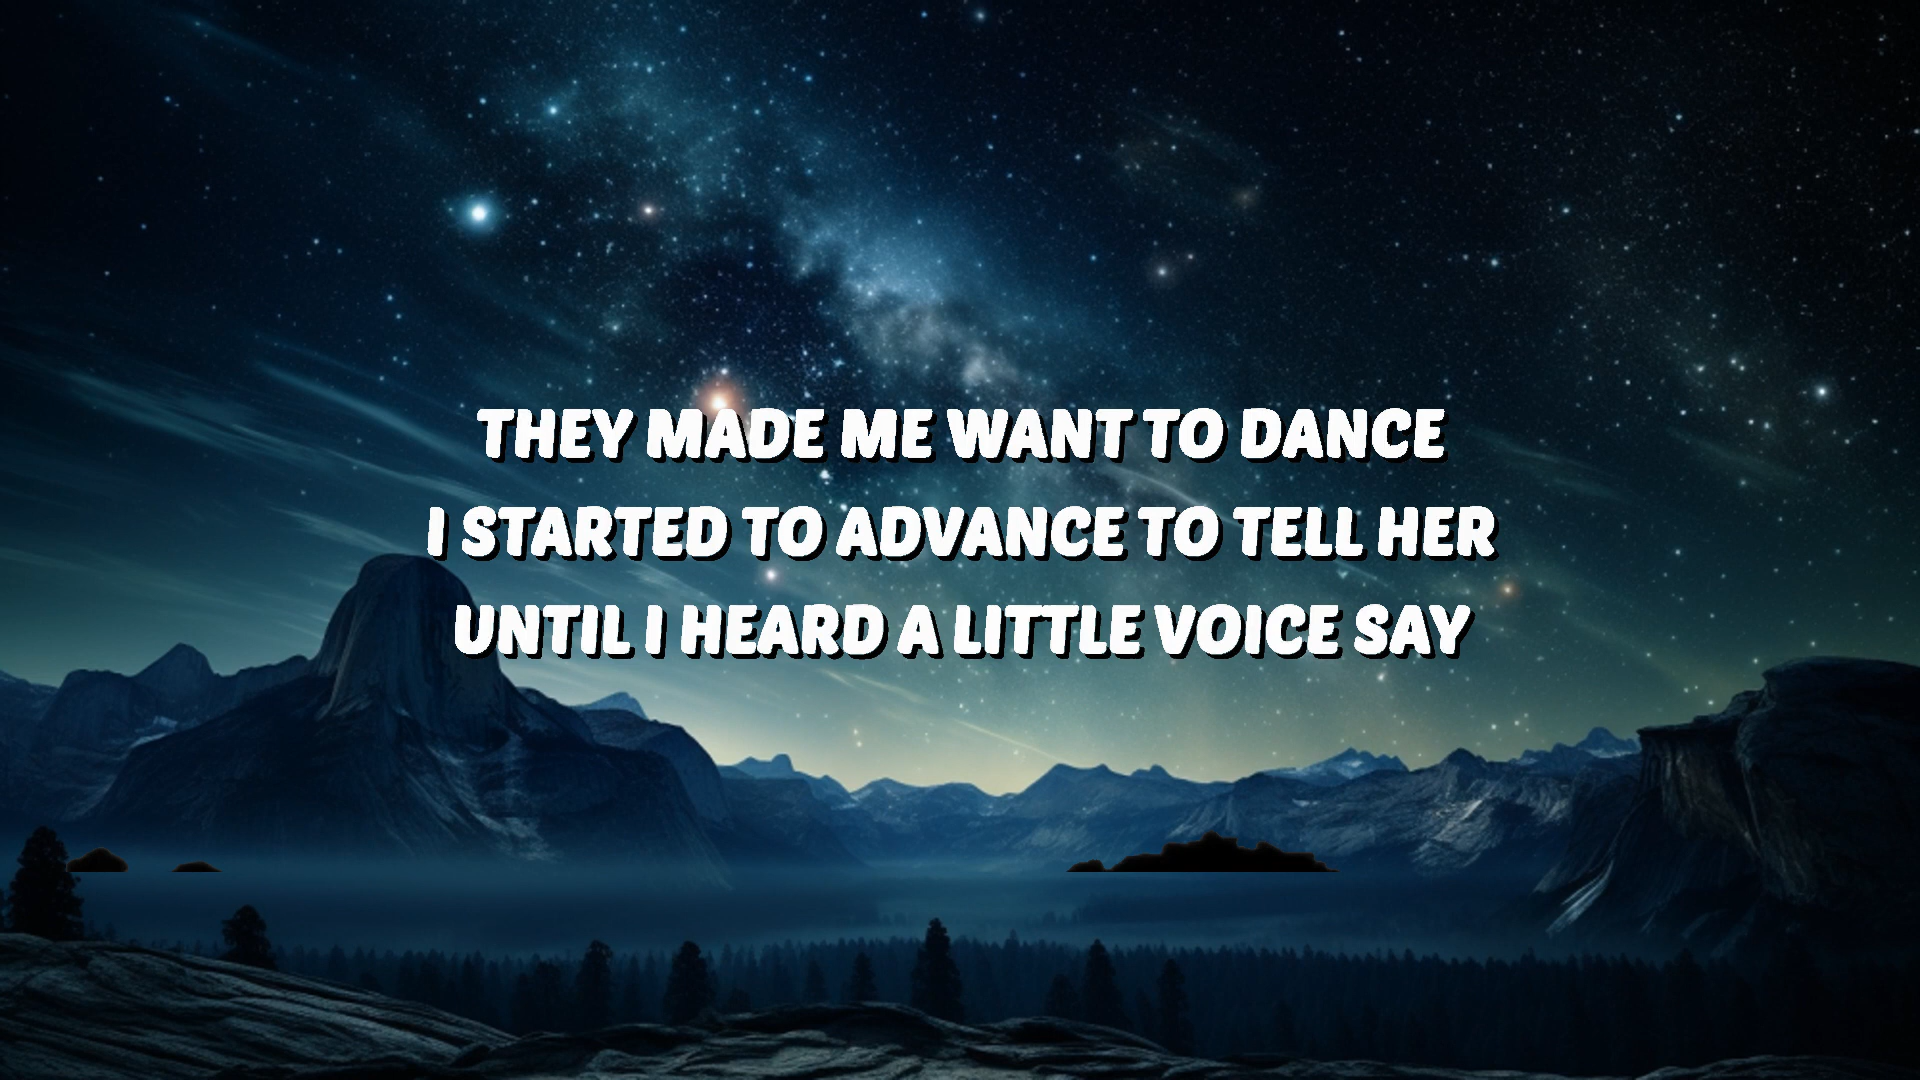 THEY MADE ME WANT TO DANCE
I STARTED TO ADVANCE TO TELL HER
UNTIL I HEARD A LITTLE VOICE SAY